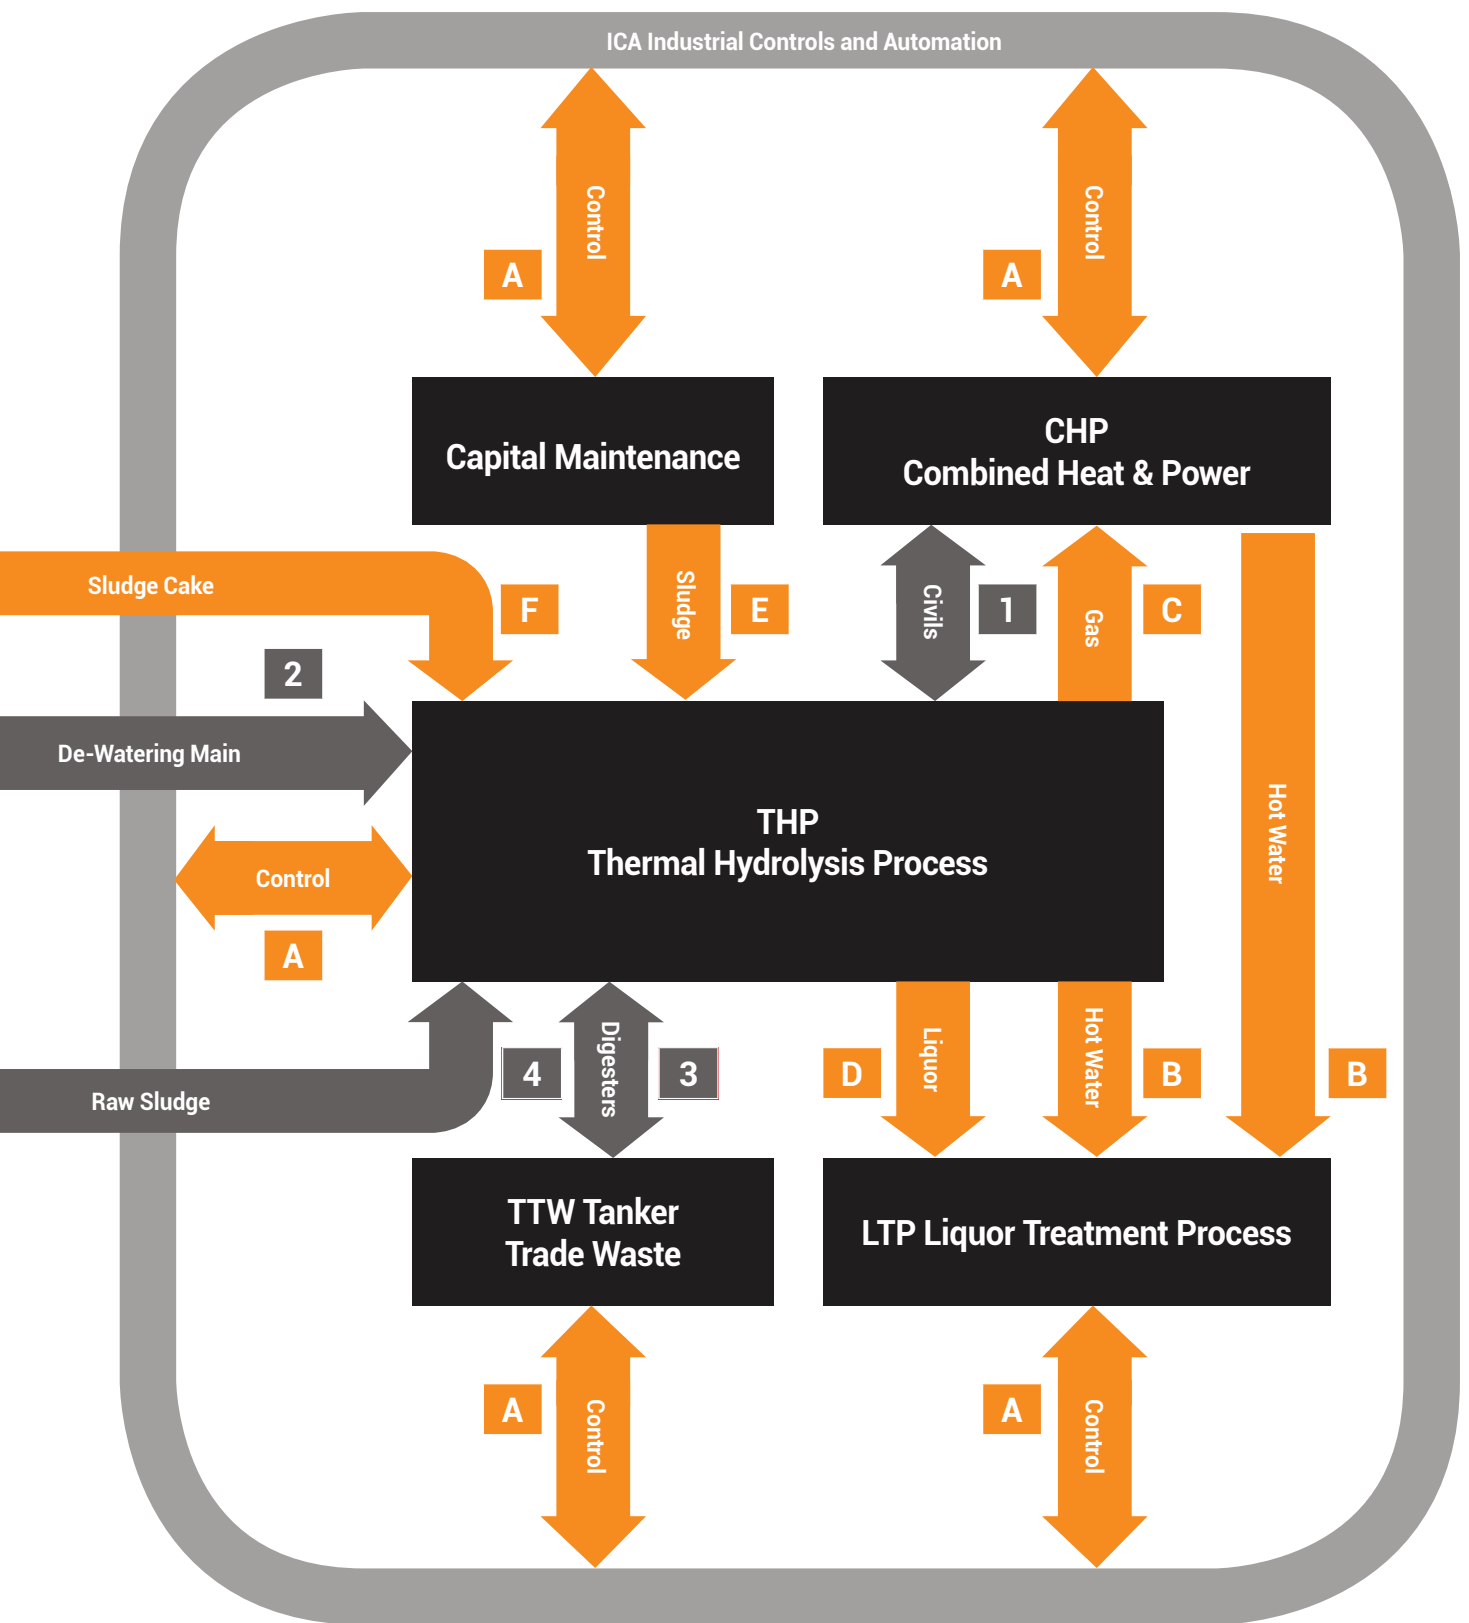 ICA Industrial Controls and Automation
Control
Control
A
A
Capital Maintenance
CHP
Combined Heat & Power
Sludge Cake
F
Sludge
E
Civils
1
Gas
C
2
De-Watering Main
Hot Water
THP
Thermal Hydrolysis Process
Control
A
Raw Sludge
4
Digesters
3
D
Liquor
Hot Water
B
B
TTW Tanker
Trade Waste
LTP Liquor Treatment Process
A
Control
A
Control